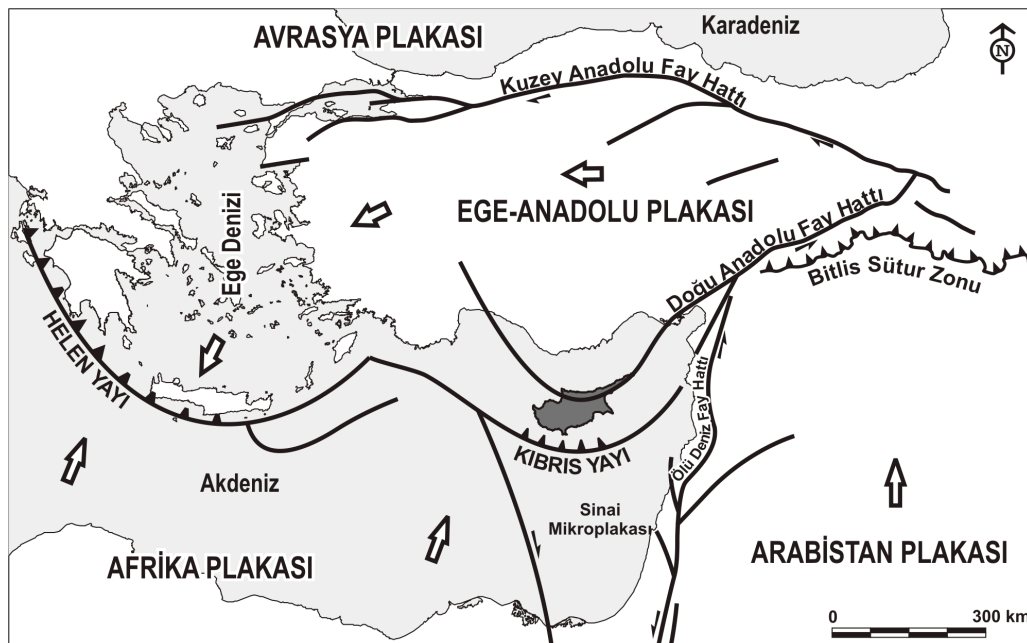 Karadeniz
AVRASYA PLAKASI
N
Kuzey Anadolu Fay Hattı
Ege Denizi
EGE-ANADOLU PLAKASI
Doğu Anadolu Fay Hattı
Bitlis Sütur Zonu
HELEN YAYI
Ölü Deniz Fay Hattı
KIBRIS YAYI
Akdeniz
Sinai
Mikroplakası
AFRİKA PLAKASI
ARABİSTAN PLAKASI
0 300 km